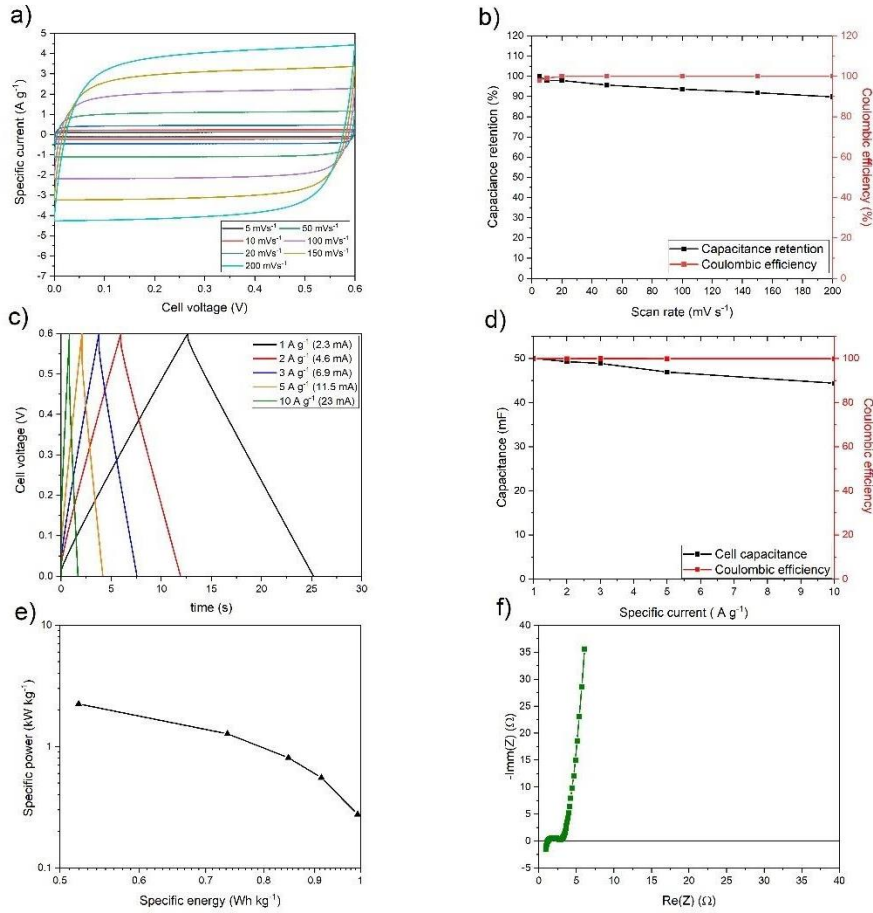 a)
Specific current (A g⁻¹)
5
4
3
2
1
0
-1
-2
-3
-4
-5
-6
-7
5 mVs⁻¹ 50 mVs⁻¹
10 mVs⁻¹ 100 mVs⁻¹
20 mVs⁻¹ 150 mVs⁻¹
200 mVs⁻¹
0.0 0.1 0.2 0.3 0.4 0.5 0.6
Cell voltage (V)
b)
Capaciance retention (%)
120
110
100
90
80
70
60
50
40
30
20
10
0
Capacitance retention
Coulombic efficiency
0 50 100 150 200
Scan rate (mV s⁻¹)
120
100
80
60
40
20
0
Coulombic efficiency (%)
c)
Cell voltage (V)
0.6
0.5
0.4
0.3
0.2
0.1
0.0
1 A g⁻¹ (2.3 mA)
2 A g⁻¹ (4.6 mA)
3 A g⁻¹ (6.9 mA)
5 A g⁻¹ (11.5 mA)
10 A g⁻¹ (23 mA)
0 5 10 15 20 25 30
time (s)
d)
Capacitance (mF)
60
50
40
30
20
10
0
Cell capacitance
Coulombic efficiency
1 2 3 4 5 6 7 8 9 10
Specific current ( A g⁻¹)
100
80
60
40
20
0
Coulombic efficiency
e)
Specific power (kW kg⁻¹)
10
1
0.1
0.5 0.6 0.7 0.8 0.9 1
Specific energy (Wh kg⁻¹)
f)
-Imm(Z) (Ω)
40
35
30
25
20
15
10
5
0
-5
0 5 10 15 20 25 30 35 40
Re(Z) (Ω)